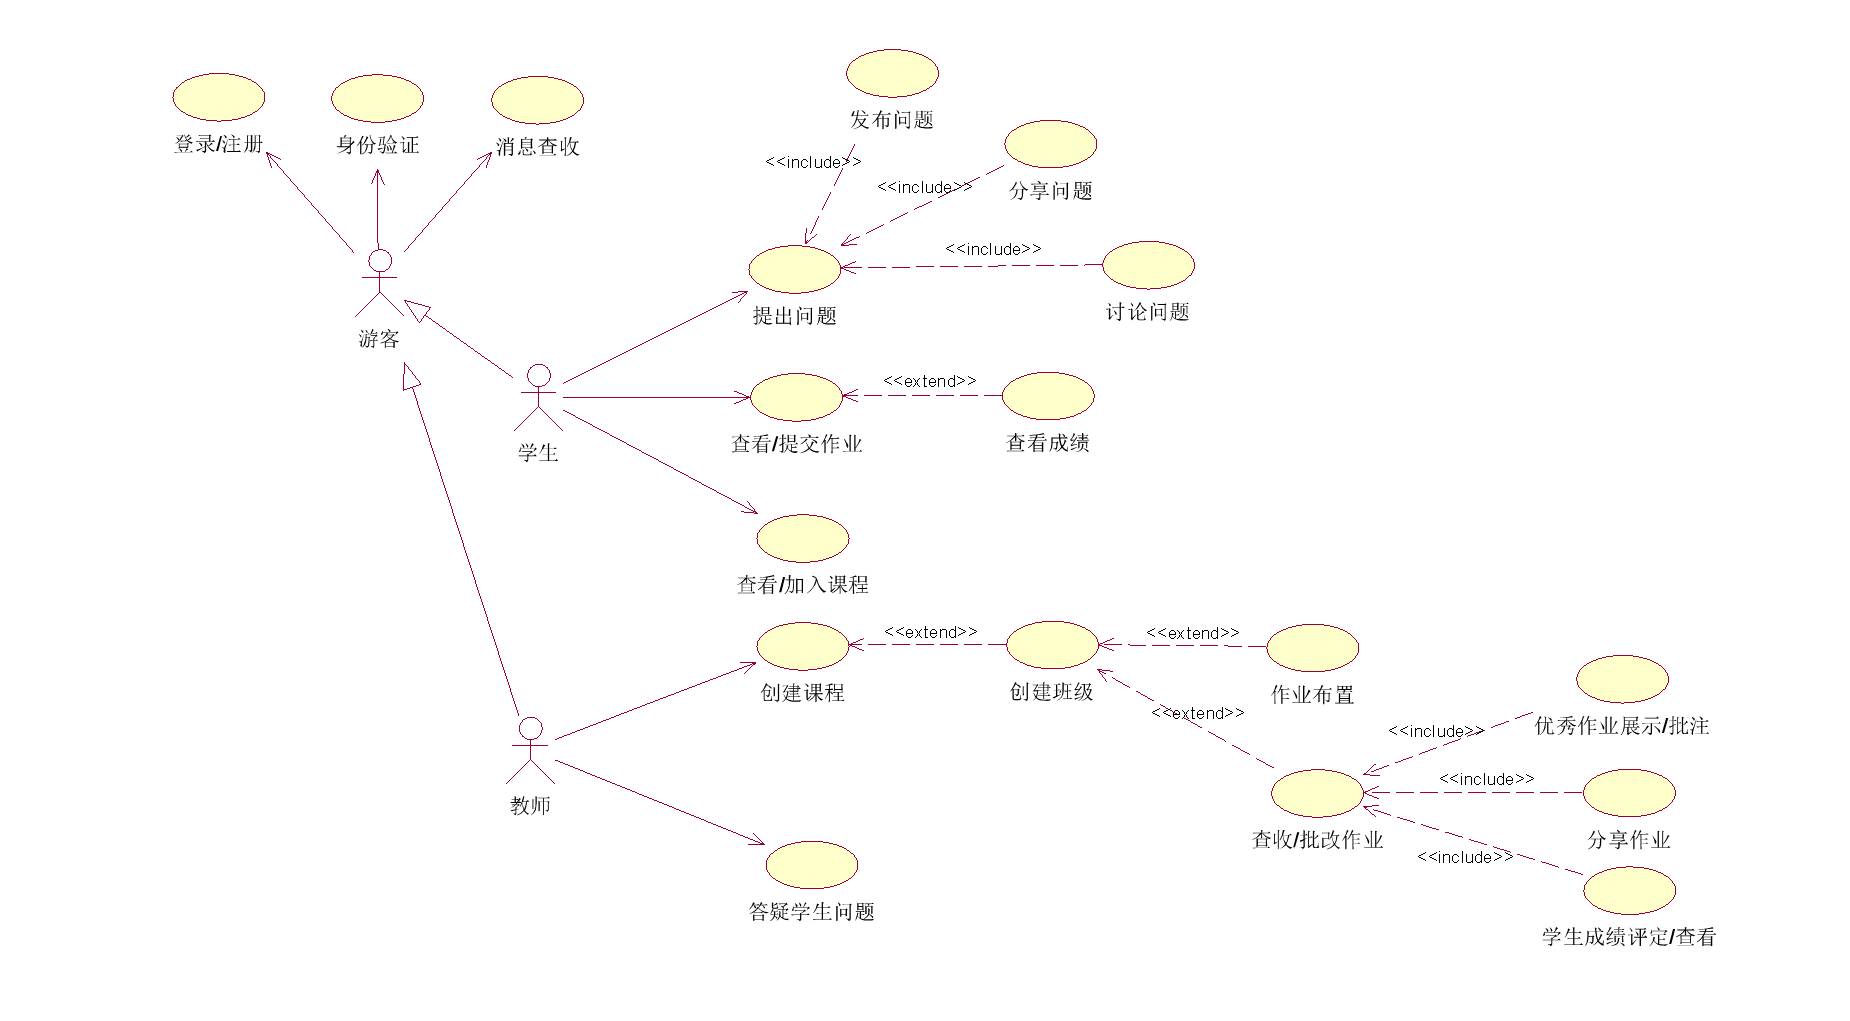 登录/注册
身份验证
消息查收
发布问题
<<include>>
<<include>>
分享问题
<<include>>
提出问题
讨论问题
游客
<<extend>>
学生
查看/提交作业
查看成绩
查看/加入课程
<<extend>>
<<extend>>
创建课程
创建班级
作业布置
<<extend>>
优秀作业展示/批注
<<include>>
<<include>>
教师
查收/批改作业
分享作业
<<include>>
答疑学生问题
学生成绩评定/查看